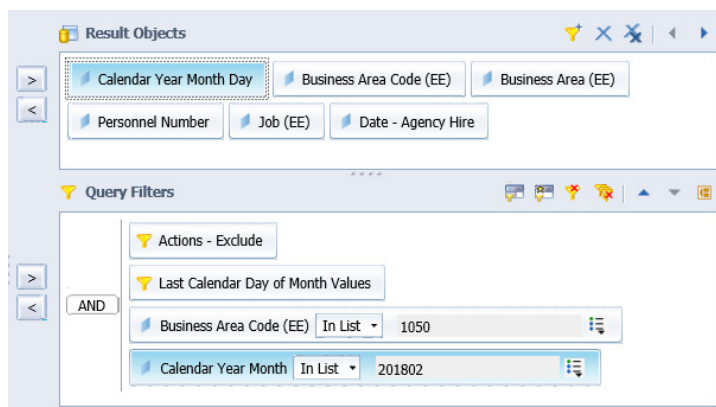 Result Objects
Calendar Year Month Day Business Area Code (EE) Business Area (EE)
Personnel Number Job (EE) Date - Agency Hire
Query Filters
Actions - Exclude
Last Calendar Day of Month Values
AND
Business Area Code (EE) In List 1050
Calendar Year Month In List 201802